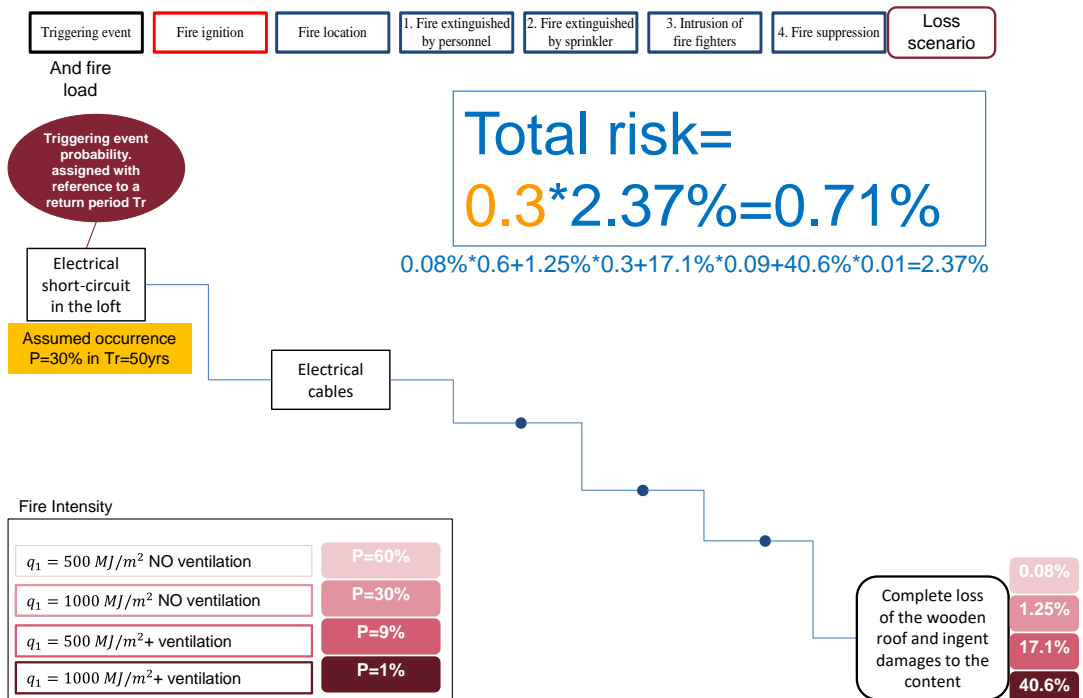 Triggering event
Fire ignition
Fire location
1. Fire extinguished
by personnel
2. Fire extinguished
by sprinkler
3. Intrusion of
fire fighters
4. Fire suppression
Loss
scenario
And fire
load
Triggering event
probability.
assigned with
reference to a
return period Tr
Total risk=
0.3*2.37%=0.71%
0.08%*0.6+1.25%*0.3+17.1%*0.09+40.6%*0.01=2.37%
Electrical
short-circuit
in the loft
Assumed occurrence
P=30% in Tr=50yrs
Electrical
cables
Fire Intensity
q₁ = 500 MJ/m² NO ventilation
P=60%
q₁ = 1000 MJ/m² NO ventilation
P=30%
q₁ = 500 MJ/m²+ ventilation
P=9%
q₁ = 1000 MJ/m²+ ventilation
P=1%
Complete loss
of the wooden
roof and ingent
damages to the
content
0.08%
1.25%
17.1%
40.6%